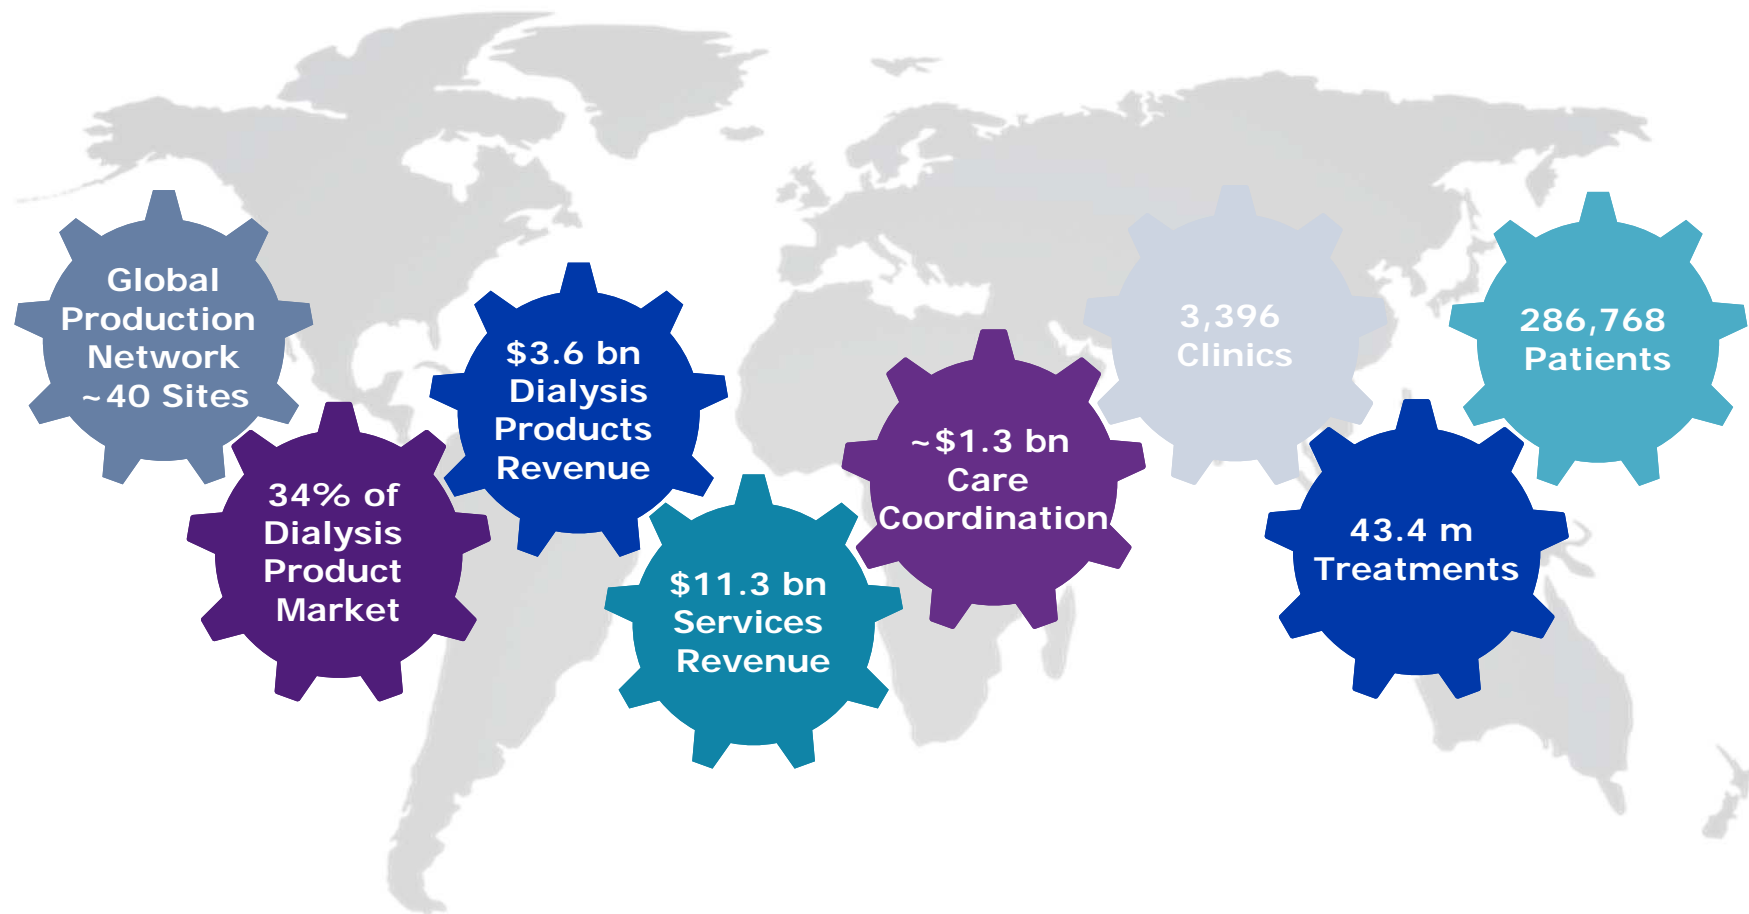 Global
Production
Network
~40 Sites
34% of
Dialysis
Product
Market
$3.6 bn
Dialysis
Products
Revenue
$11.3 bn
Services
Revenue
~$1.3 bn
Care
Coordination
3,396
Clinics
43.4 m
Treatments
286,768
Patients